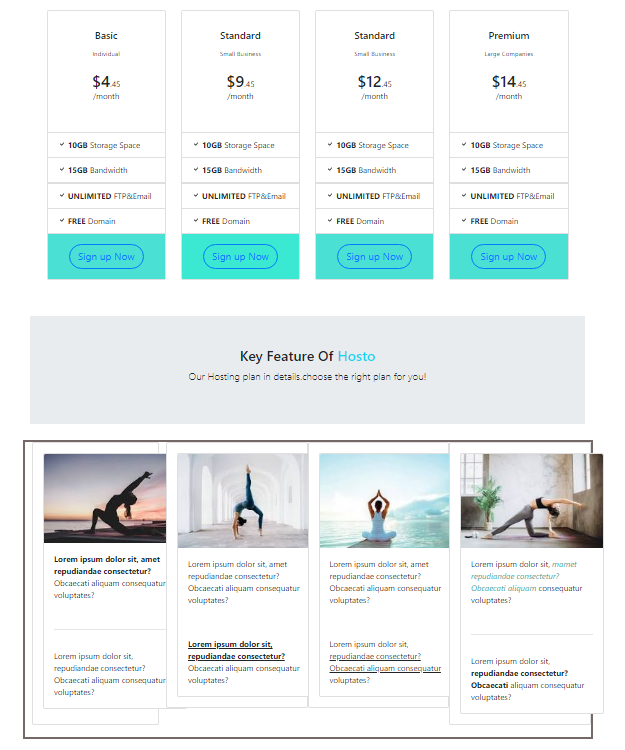 Basic
Individual
$4.45
/month
10GB Storage Space
15GB Bandwidth
UNLIMITED FTP&Email
FREE Domain
Sign up Now
Standard
Small Business
$9.45
/month
10GB Storage Space
15GB Bandwidth
UNLIMITED FTP&Email
FREE Domain
Sign up Now
Standard
Small Business
$12.45
/month
10GB Storage Space
15GB Bandwidth
UNLIMITED FTP&Email
FREE Domain
Sign up Now
Premium
Large Companies
$14.45
/month
10GB Storage Space
15GB Bandwidth
UNLIMITED FTP&Email
FREE Domain
Sign up Now
Key Feature Of Hosto
Our Hosting plan in details.choose the right plan for you!
Lorem ipsum dolor sit, amet
repudiandae consectetur?
Obcaecati aliquam consequatur
voluptates?
Lorem ipsum dolor sit,
repudiandae consectetur?
Obcaecati aliquam consequatur
voluptates?
Lorem ipsum dolor sit, amet
repudiandae consectetur?
Obcaecati aliquam consequatur
voluptates?
Lorem ipsum dolor sit,
repudiandae consectetur?
Obcaecati aliquam consequatur
voluptates?
Lorem ipsum dolor sit, amet
repudiandae consectetur?
Obcaecati aliquam consequatur
voluptates?
Lorem ipsum dolor sit,
repudiandae consectetur?
Obcaecati aliquam consequatur
voluptates?
Lorem ipsum dolor sit, mamet
repudiandae consectetur?
Obcaecati aliquam consequatur
voluptates?
Lorem ipsum dolor sit,
repudiandae consectetur?
Obcaecati aliquam consequatur
voluptates?